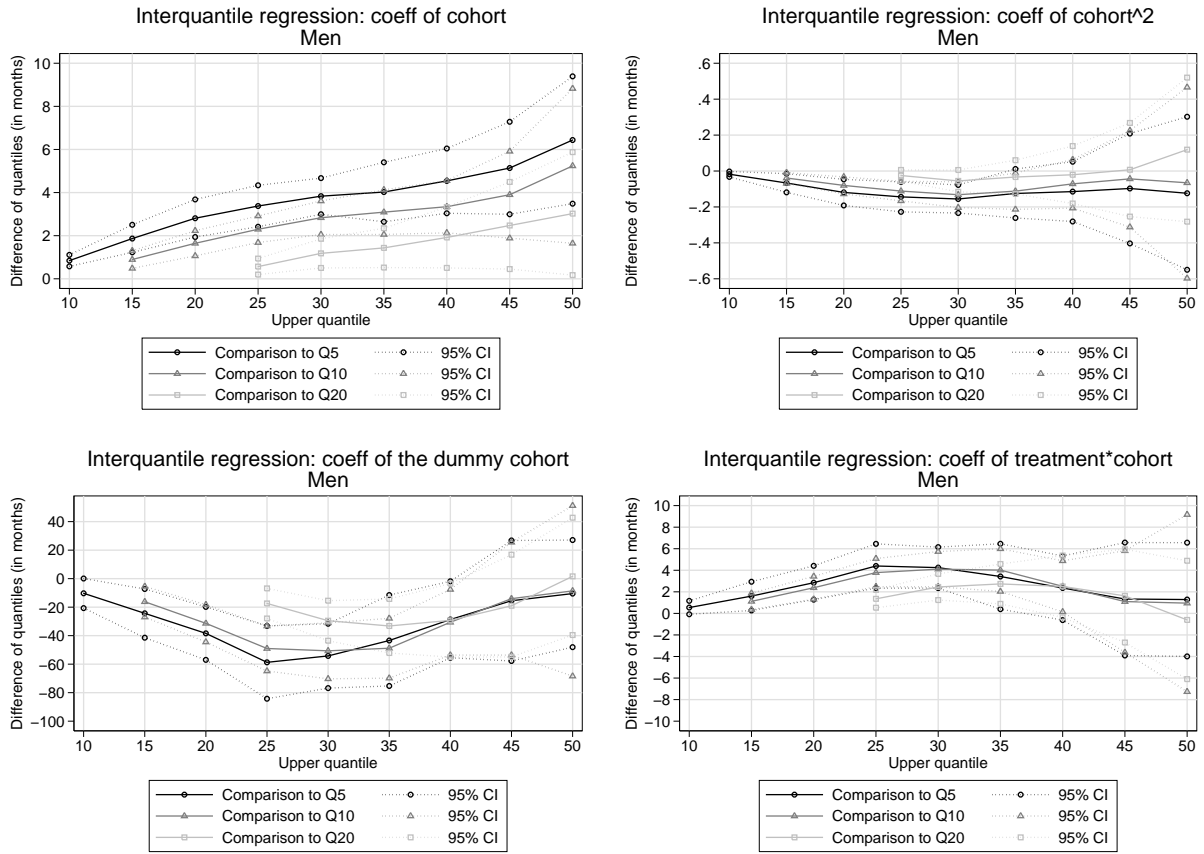 Interquantile regression: coeff of cohort
Men
Difference of quantiles (in months)
10
8
6
4
2
0
10 15 20 25 30 35 40 45 50
Upper quantile
Comparison to Q5 95% CI
Comparison to Q10 95% CI
Comparison to Q20 95% CI
Interquantile regression: coeff of cohort^2
Men
Difference of quantiles (in months)
.6
.4
.2
0
−.2
−.4
−.6
10 15 20 25 30 35 40 45 50
Upper quantile
Comparison to Q5 95% CI
Comparison to Q10 95% CI
Comparison to Q20 95% CI
Interquantile regression: coeff of the dummy cohort
Men
Difference of quantiles (in months)
40
20
0
−20
−40
−60
−80
−100
10 15 20 25 30 35 40 45 50
Upper quantile
Comparison to Q5 95% CI
Comparison to Q10 95% CI
Comparison to Q20 95% CI
Interquantile regression: coeff of treatment*cohort
Men
Difference of quantiles (in months)
10
8
6
4
2
0
−2
−4
−6
−8
−10
10 15 20 25 30 35 40 45 50
Upper quantile
Comparison to Q5 95% CI
Comparison to Q10 95% CI
Comparison to Q20 95% CI